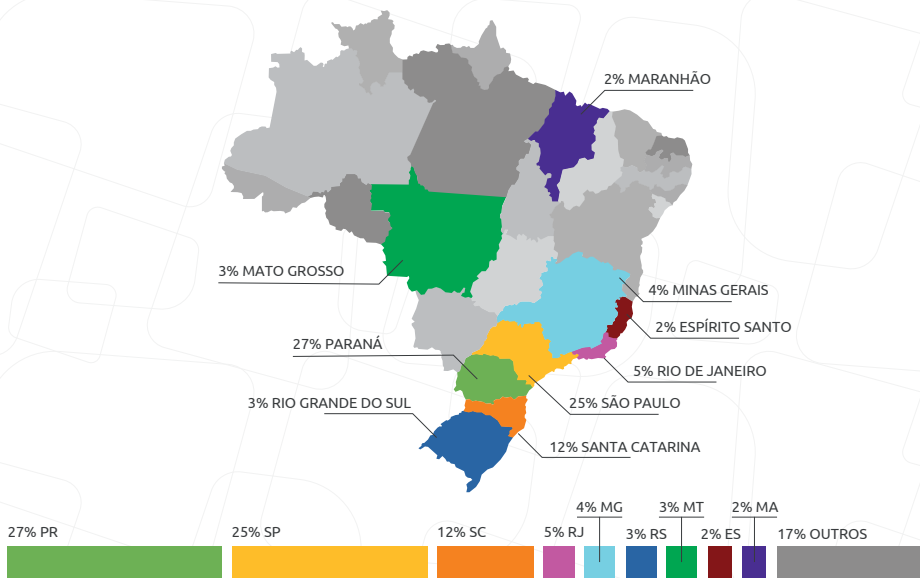 2% MARANHÃO
3% MATO GROSSO
4% MINAS GERAIS
2% ESPÍRITO SANTO
27% PARANÁ
5% RIO DE JANEIRO
3% RIO GRANDE DO SUL
25% SÃO PAULO
12% SANTA CATARINA
27% PR
25% SP
12% SC
5% RJ
4% MG
3% RS
3% MT
2% ES
2% MA
17% OUTROS